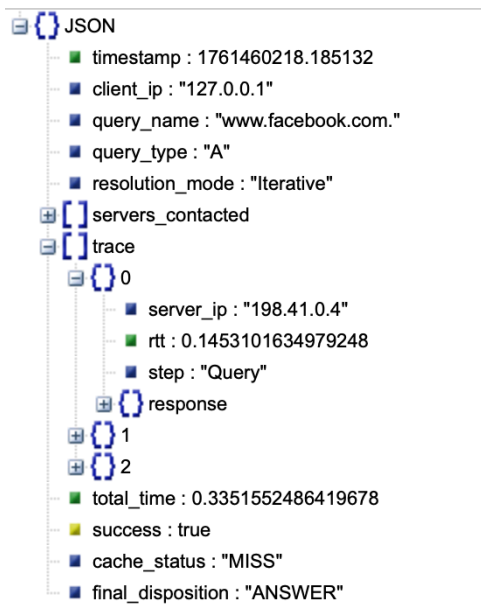 JSON
timestamp : 1761460218.185132
client_ip : "127.0.0.1"
query_name : "www.facebook.com."
query_type : "A"
resolution_mode : "Iterative"
servers_contacted
trace
0
server_ip : "198.41.0.4"
rtt : 0.1453101634979248
step : "Query"
response
1
2
total_time : 0.3351552486419678
success : true
cache_status : "MISS"
final_disposition : "ANSWER"